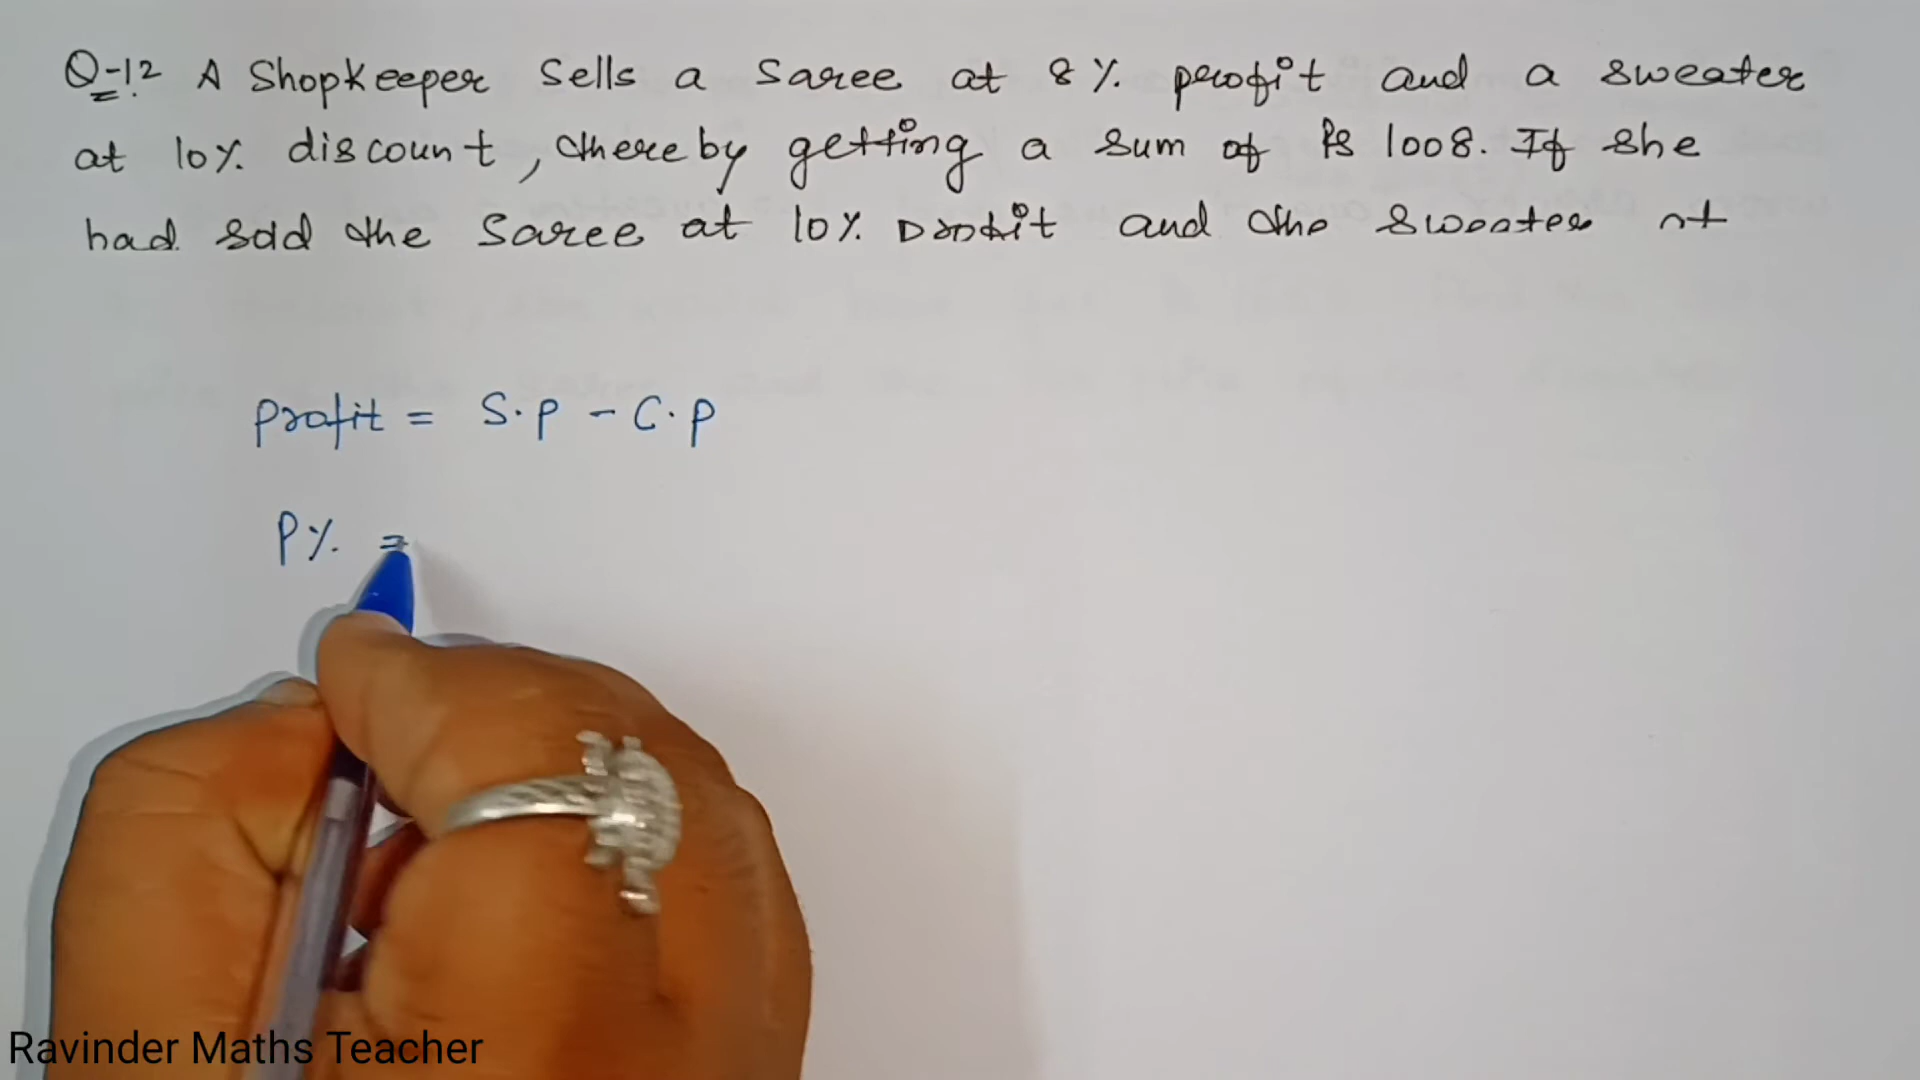 Q-12 A Shopkeeper Sells a Saree at 8% profit and a sweater
at 10% discount, thereby getting a sum of Rs 1008. If she
had sold the Saree at 10% profit and the sweater at
Profit = S.P - C.P
P% =
Ravinder Maths Teacher